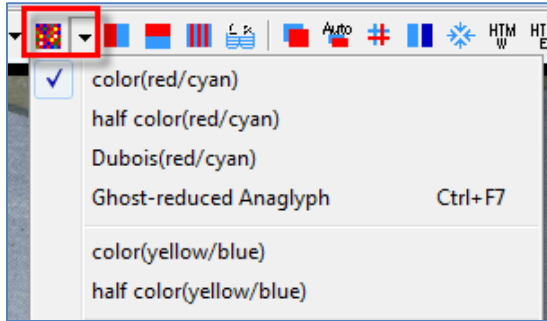 L R Auto HTM W HT E
color(red/cyan)
half color(red/cyan)
Dubois(red/cyan)
Ghost-reduced Anaglyph Ctrl+F7
color(yellow/blue)
half color(yellow/blue)